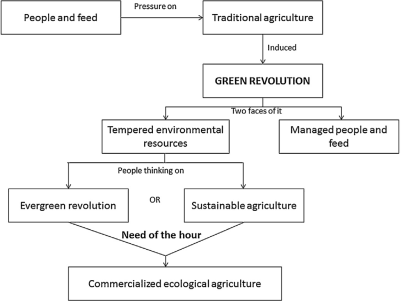 People and feed
Pressure on
Traditional agriculture
Induced
GREEN REVOLUTION
Two faces of it
Tempered environmental
resources
Managed people and
feed
People thinking on
Evergreen revolution
OR
Sustainable agriculture
Need of the hour
Commercialized ecological agriculture